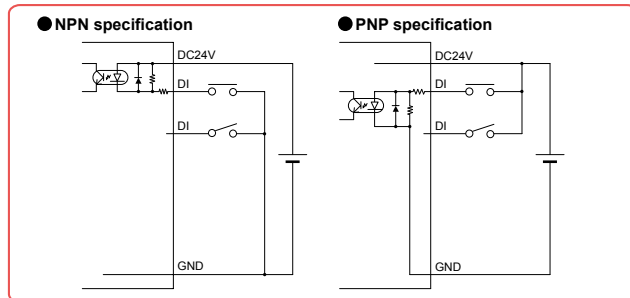 ● NPN specification
DC24V
DI
DI
GND
● PNP specification
DC24V
DI
DI
GND